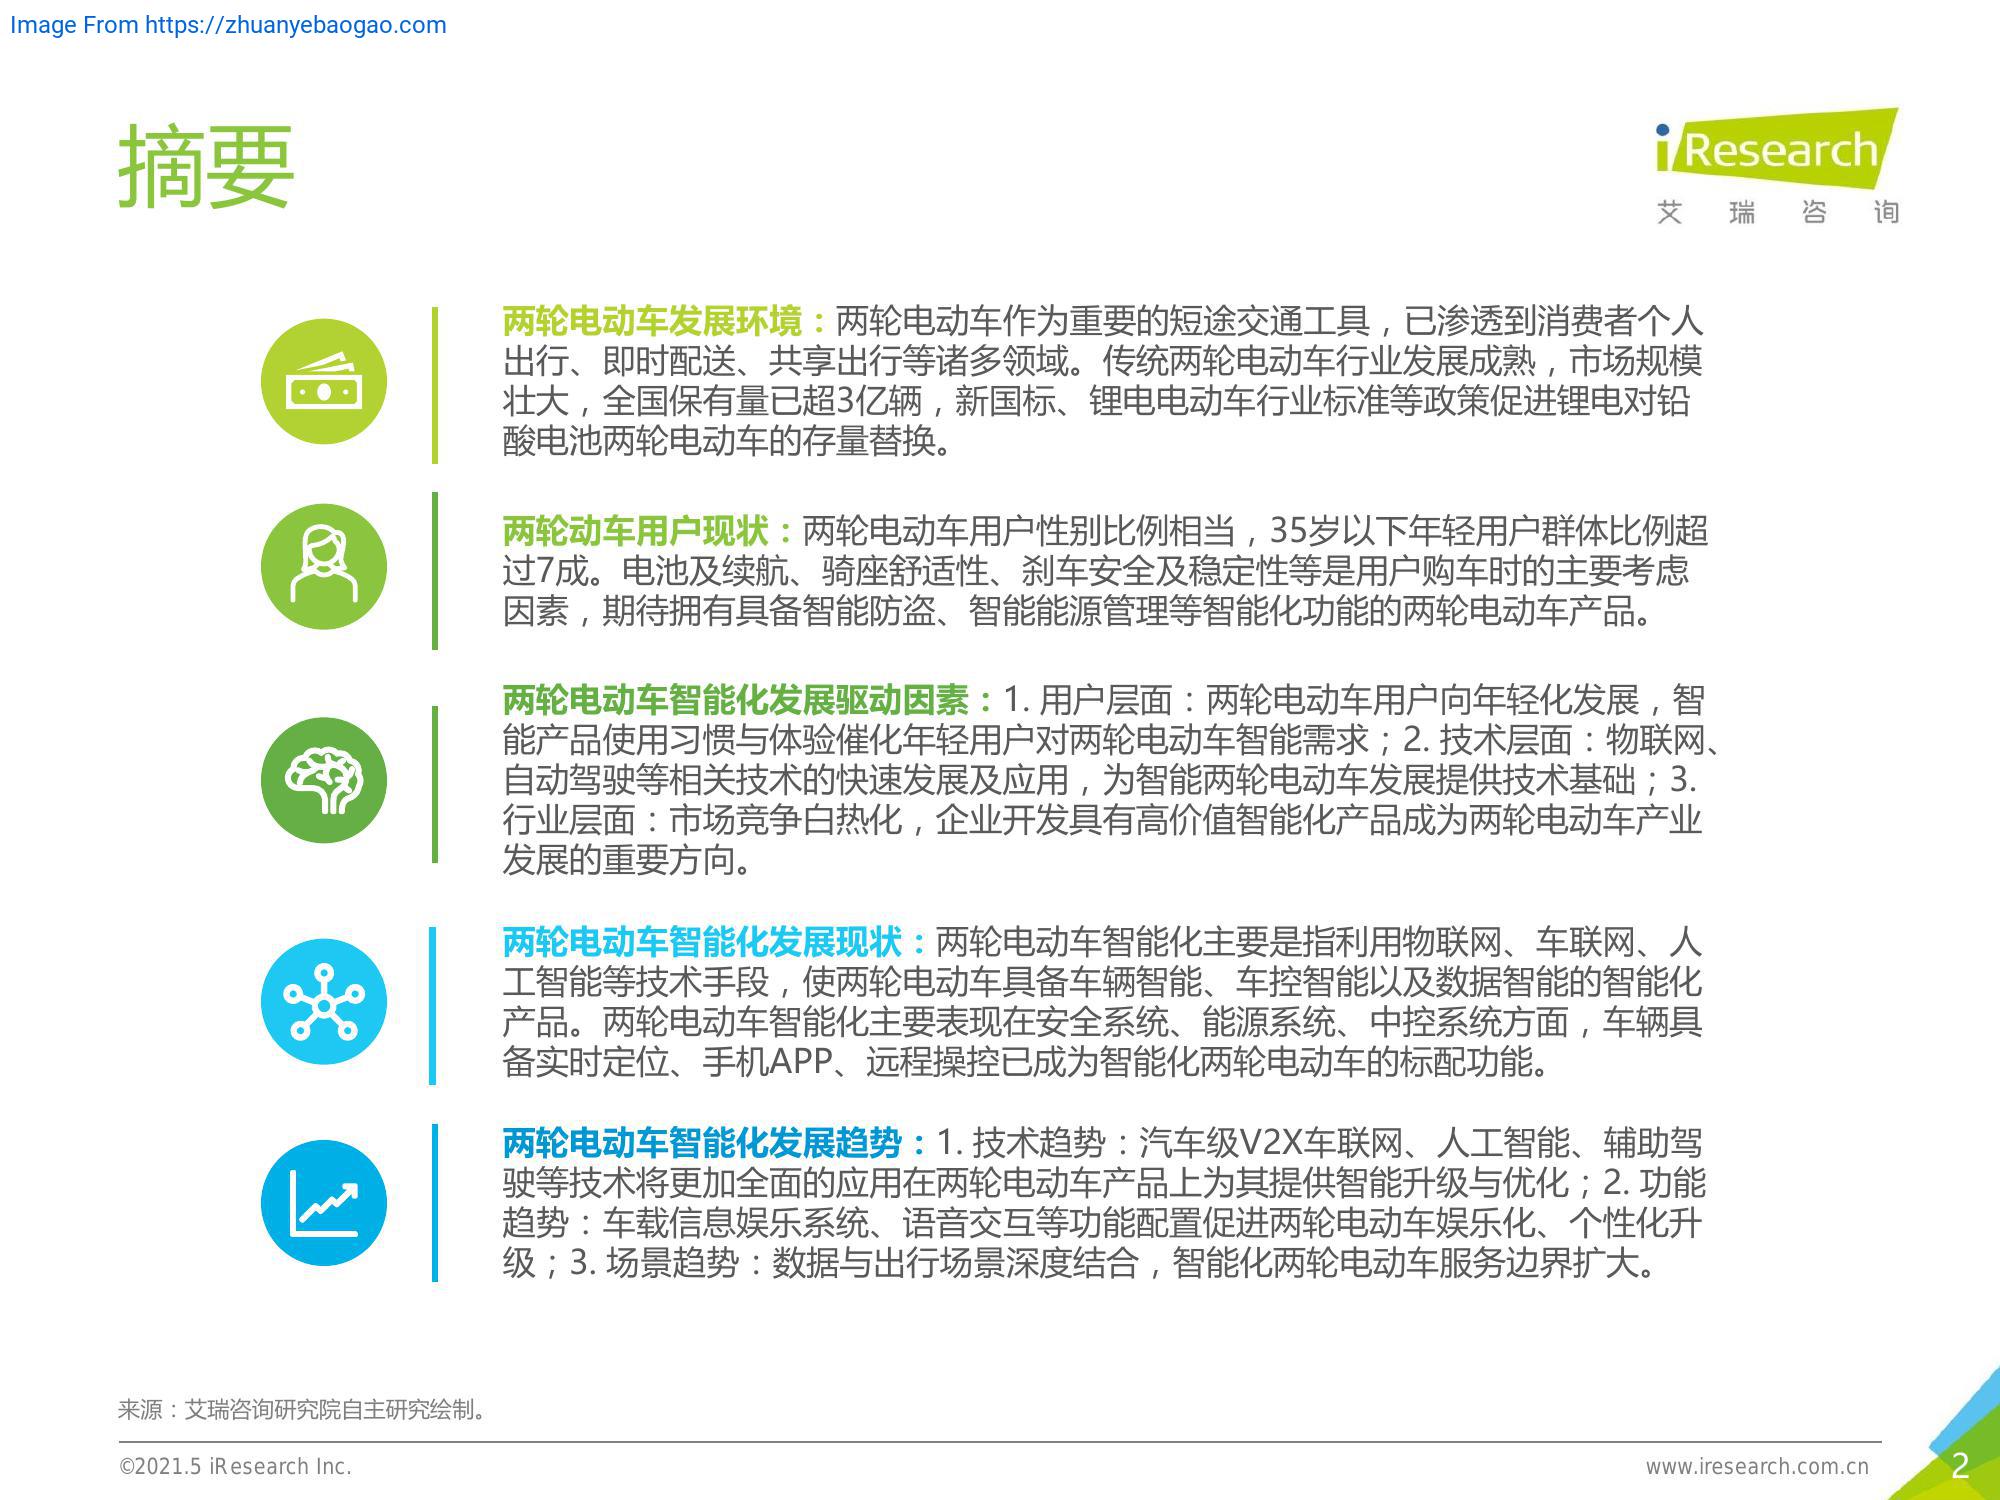 Image From https://zhuanyebaogao.com
摘要
iResearch
艾瑞咨询
两轮电动车发展环境：两轮电动车作为重要的短途交通工具，已渗透到消费者个人
出行、即时配送、共享出行等诸多领域。传统两轮电动车行业发展成熟，市场规模
壮大，全国保有量已超3亿辆，新国标、锂电电动车行业标准等政策促进锂电对铅
酸电池两轮电动车的存量替换。
两轮动车用户现状：两轮电动车用户性别比例相当，35岁以下年轻用户群体比例超
过7成。电池及续航、骑座舒适性、刹车安全及稳定性等是用户购车时的主要考虑
因素，期待拥有具备智能防盗、智能能源管理等智能化功能的两轮电动车产品。
两轮电动车智能化发展驱动因素：1. 用户层面：两轮电动车用户向年轻化发展，智
能产品使用习惯与体验催化年轻用户对两轮电动车智能需求；2. 技术层面：物联网、
自动驾驶等相关技术的快速发展及应用，为智能两轮电动车发展提供技术基础；3.
行业层面：市场竞争白热化，企业开发具有高价值智能化产品成为两轮电动车产业
发展的重要方向。
两轮电动车智能化发展现状：两轮电动车智能化主要是指利用物联网、车联网、人
工智能等技术手段，使两轮电动车具备车辆智能、车控智能以及数据智能的智能化
产品。两轮电动车智能化主要表现在安全系统、能源系统、中控系统方面，车辆具
备实时定位、手机APP、远程操控已成为智能化两轮电动车的标配功能。
两轮电动车智能化发展趋势：1. 技术趋势：汽车级V2X车联网、人工智能、辅助驾
驶等技术将更加全面的应用在两轮电动车产品上为其提供智能升级与优化；2. 功能
趋势：车载信息娱乐系统、语音交互等功能配置促进两轮电动车娱乐化、个性化升
级；3. 场景趋势：数据与出行场景深度结合，智能化两轮电动车服务边界扩大。
来源：艾瑞咨询研究院自主研究绘制。
©2021.5 iResearch Inc.
www.iresearch.com.cn
2